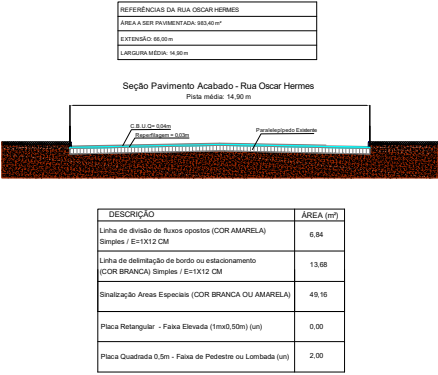 REFERÊNCIAS DA RUA OSCAR HERMES
ÁREA A SER PAVIMENTADA: 983,40 m²
EXTENSÃO: 66,00 m
LARGURA MÉDIA: 14,90 m
Seção Pavimento Acabado - Rua Oscar Hermes
Pista média: 14,90 m
C.B.U.Q= 0,04m
Reperfilagem = 0,03m
Paralelepípedo Existente
DESCRIÇÃO ÁREA (m²)
Linha de divisão de fluxos opostos (COR AMARELA)
Simples / E=1X12 CM
6,84
Linha de delimitação de bordo ou estacionamento
(COR BRANCA) Simples / E=1X12 CM
13,68
Sinalização Areas Especiais (COR BRANCA OU AMARELA) 49,16
Placa Retangular - Faixa Elevada (1mx0,50m) (un) 0,00
Placa Quadrada 0,5m - Faixa de Pedestre ou Lombada (un) 2,00